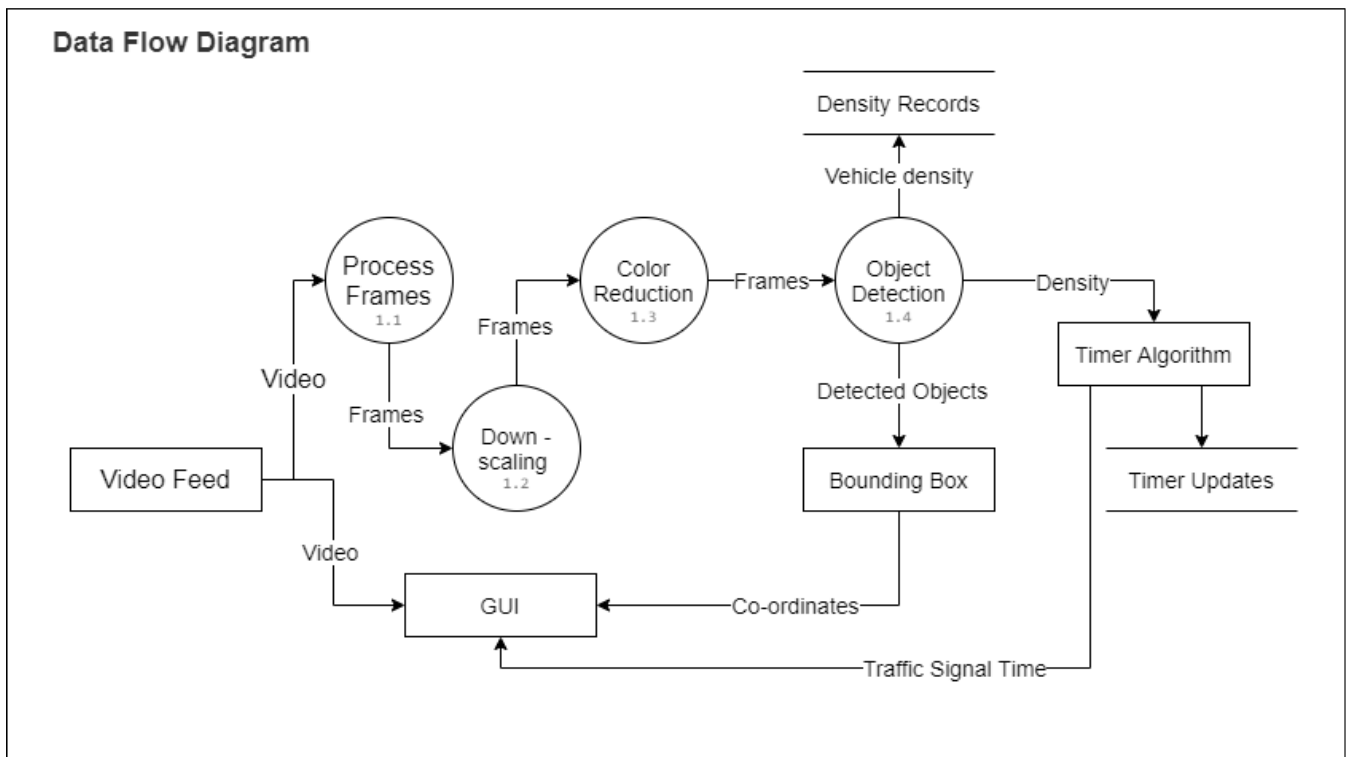 Data Flow Diagram
Density Records
Vehicle density
Process
Frames
1.1
Color
Reduction
1.3
Frames
Object
Detection
1.4
Density
Frames
Timer Algorithm
Video
Frames
Detected Objects
Down -
scaling
1.2
Video Feed
Bounding Box
Timer Updates
Video
GUI
Co-ordinates
Traffic Signal Time